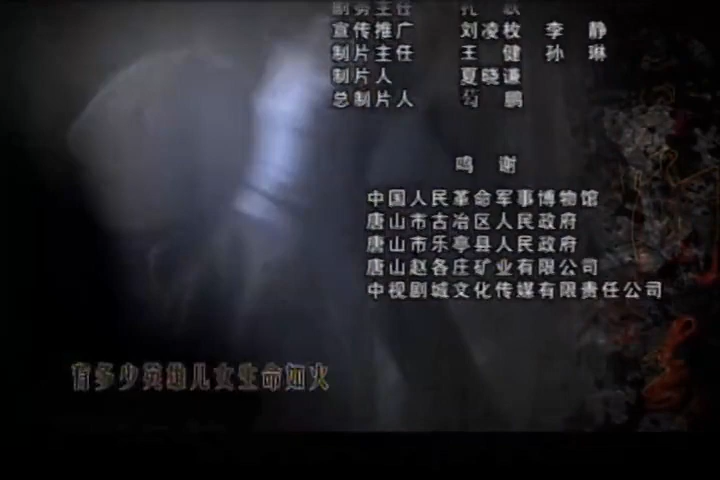 宣传推广 刘凌枚 李 静
制片主任 王 健 孙 琳
制片人 夏晓谦
总制片人 鹏
鸣 谢
中国人民革命军事博物馆
唐山市古冶区人民政府
唐山市乐亭县人民政府
唐山赵各庄矿业有限公司
中视剧城文化传媒有限责任公司
有多少英雄儿女生命如火